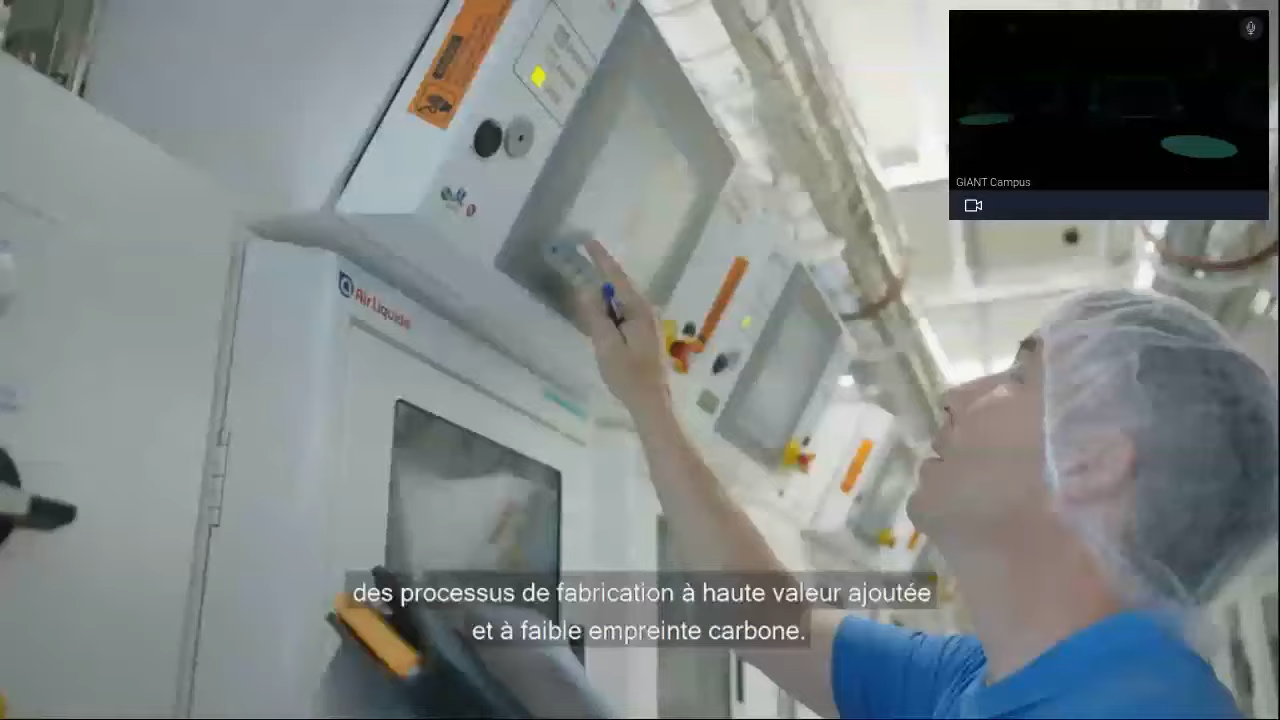 GIANT Campus
Air Liquide
des processus de fabrication à haute valeur ajoutée
et à faible empreinte carbone.